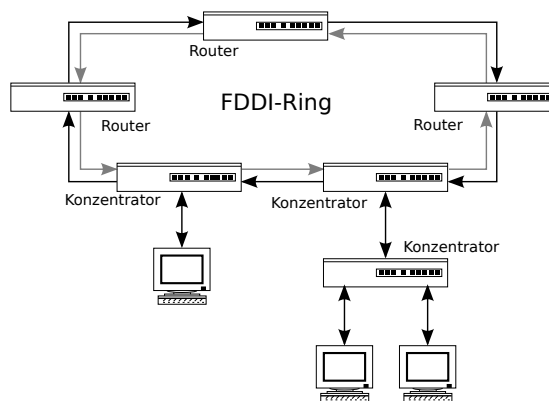 Router
FDDI-Ring
Router
Router
Konzentrator
Konzentrator
Konzentrator